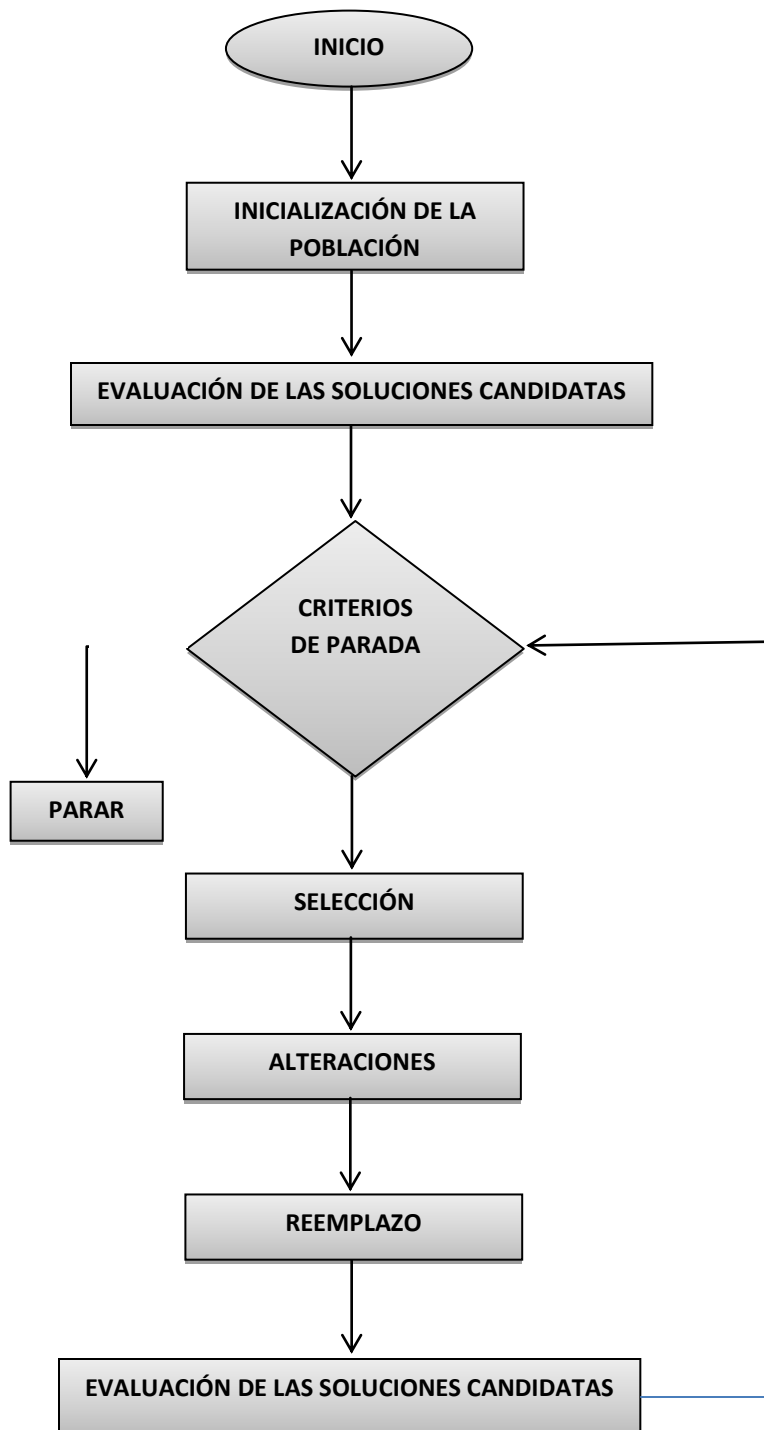 INICIO
INICIALIZACIÓN DE LA
POBLACIÓN
EVALUACIÓN DE LAS SOLUCIONES CANDIDATAS
CRITERIOS
DE PARADA
PARAR
SELECCIÓN
ALTERACIONES
REEMPLAZO
EVALUACIÓN DE LAS SOLUCIONES CANDIDATAS